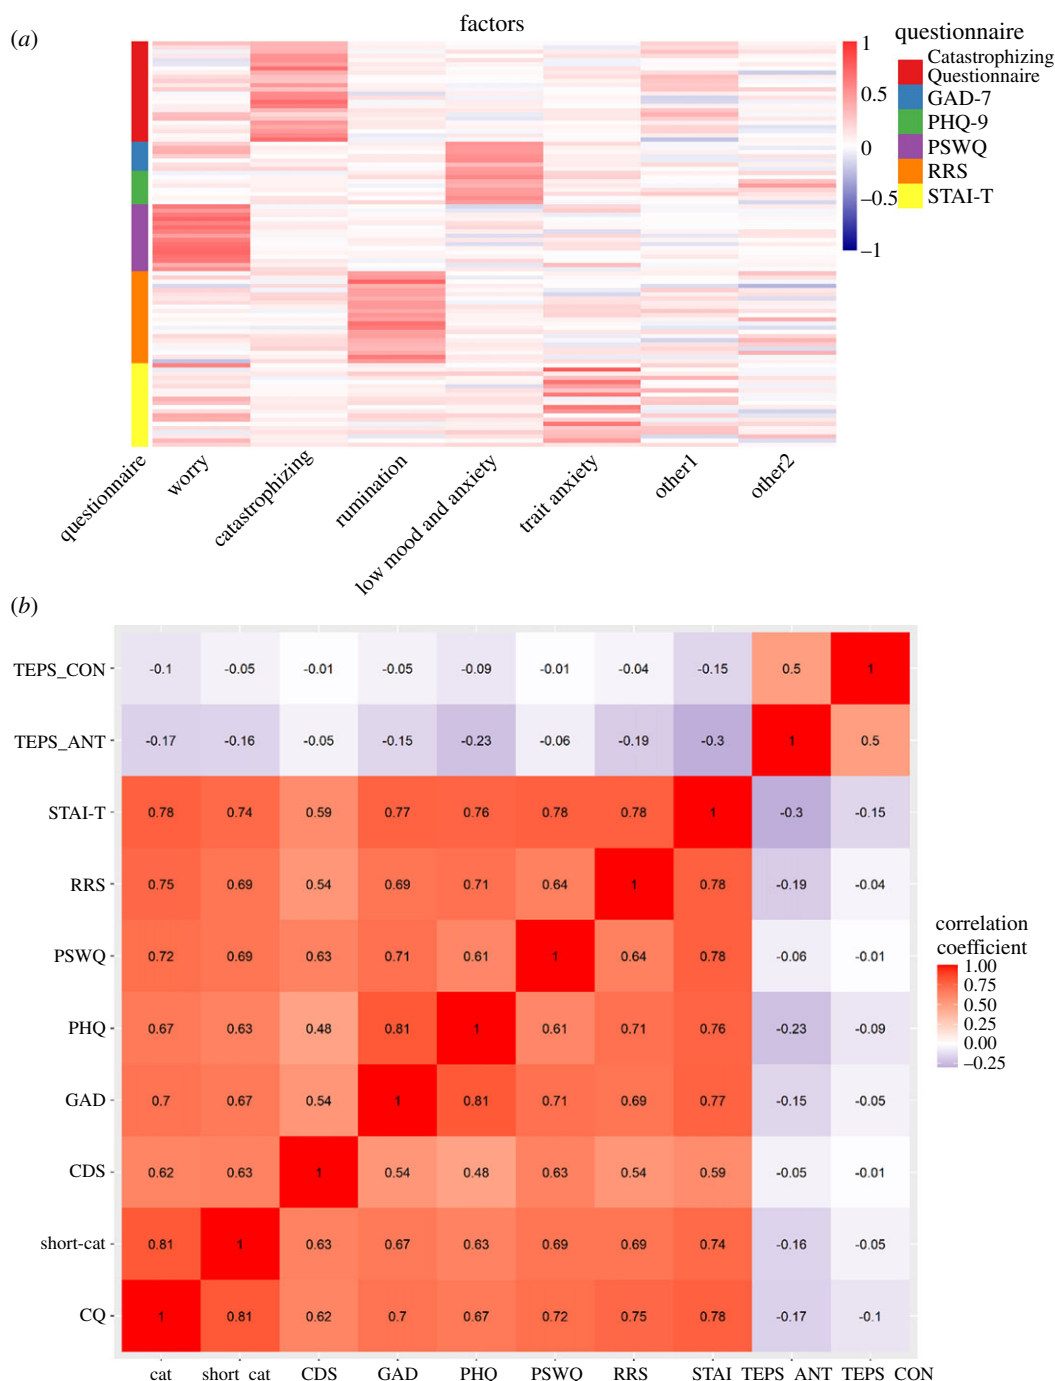 (a)
factors
questionnaire
Catastrophizing
Questionnaire
GAD-7
PHQ-9
PSWQ
RRS
STAI-T
1
0.5
0
–0.5
–1
questionnaire
worry
catastrophizing
rumination
low mood and anxiety
trait anxiety
other1
other2
(b)
TEPS_CON -0.1 -0.05 -0.01 -0.05 -0.09 -0.01 -0.04 -0.15 0.5 1
TEPS_ANT -0.17 -0.16 -0.05 -0.15 -0.23 -0.06 -0.19 -0.3 1 0.5
STAI-T 0.78 0.74 0.59 0.77 0.76 0.78 0.78 1 -0.3 -0.15
RRS 0.75 0.69 0.54 0.69 0.71 0.64 1 0.78 -0.19 -0.04
PSWQ 0.72 0.69 0.63 0.71 0.61 1 0.64 0.78 -0.06 -0.01
PHQ 0.67 0.63 0.48 0.81 1 0.61 0.71 0.76 -0.23 -0.09
GAD 0.7 0.67 0.54 1 0.81 0.71 0.69 0.77 -0.15 -0.05
CDS 0.62 0.63 1 0.54 0.48 0.63 0.54 0.59 -0.05 -0.01
short-cat 0.81 1 0.63 0.67 0.63 0.69 0.69 0.74 -0.16 -0.05
CQ 1 0.81 0.62 0.7 0.67 0.72 0.75 0.78 -0.17 -0.1
cat short_cat CDS GAD PHQ PSWQ RRS STAI TEPS_ANT TEPS_CON
correlation
coefficient
1.00
0.75
0.50
0.25
0.00
–0.25